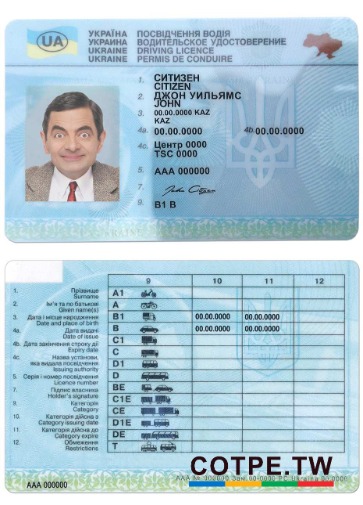 УКРАЇНА ПОСВІДЧЕННЯ ВОДІЯ
УКРАИНА ВОДИТЕЛЬСКОЕ УДОСТОВЕРЕНИЕ
UKRAINE DRIVING LICENCE
UKRAINE PERMIS DE CONDUIRE
UA
1. СИТИЗЕН
CITIZEN
2. ДЖОН УИЛЬЯМС
JOHN
3. 00.00.0000 KAZ
KAZ
4a. 00.00.0000 4b 00.00.0000
4c. Центр 0000
TSC 0000
5. AAA 000000
7.
9. B1 B
9 10 11 12
1. Прізвище
Surname
2. Ім'я та по батькові
Given name(s)
3. Дата і місце народження
Date and place of birth
4a. Дата видачі
Date of issue
4b. Дата закінчення строку дії
Expiry date
4c. Назва установи,
яка видала посвідчення
Issuing authority
5. Серія і номер посвідчення
Licence number
7. Підпис власника
Holder's signature
9. Категорія
Category
10. Категорія дійсна з
Category issuing date
11. Категорія дійсна до
Category expire
12. Обмеження
Restrictions
A1
A
B1 00.00.0000 00.00.0000
B 00.00.0000 00.00.0000
C1
C
D1
D
BE
C1E
CE
D1E
DE
T
AAA 000000
COTPE.TW